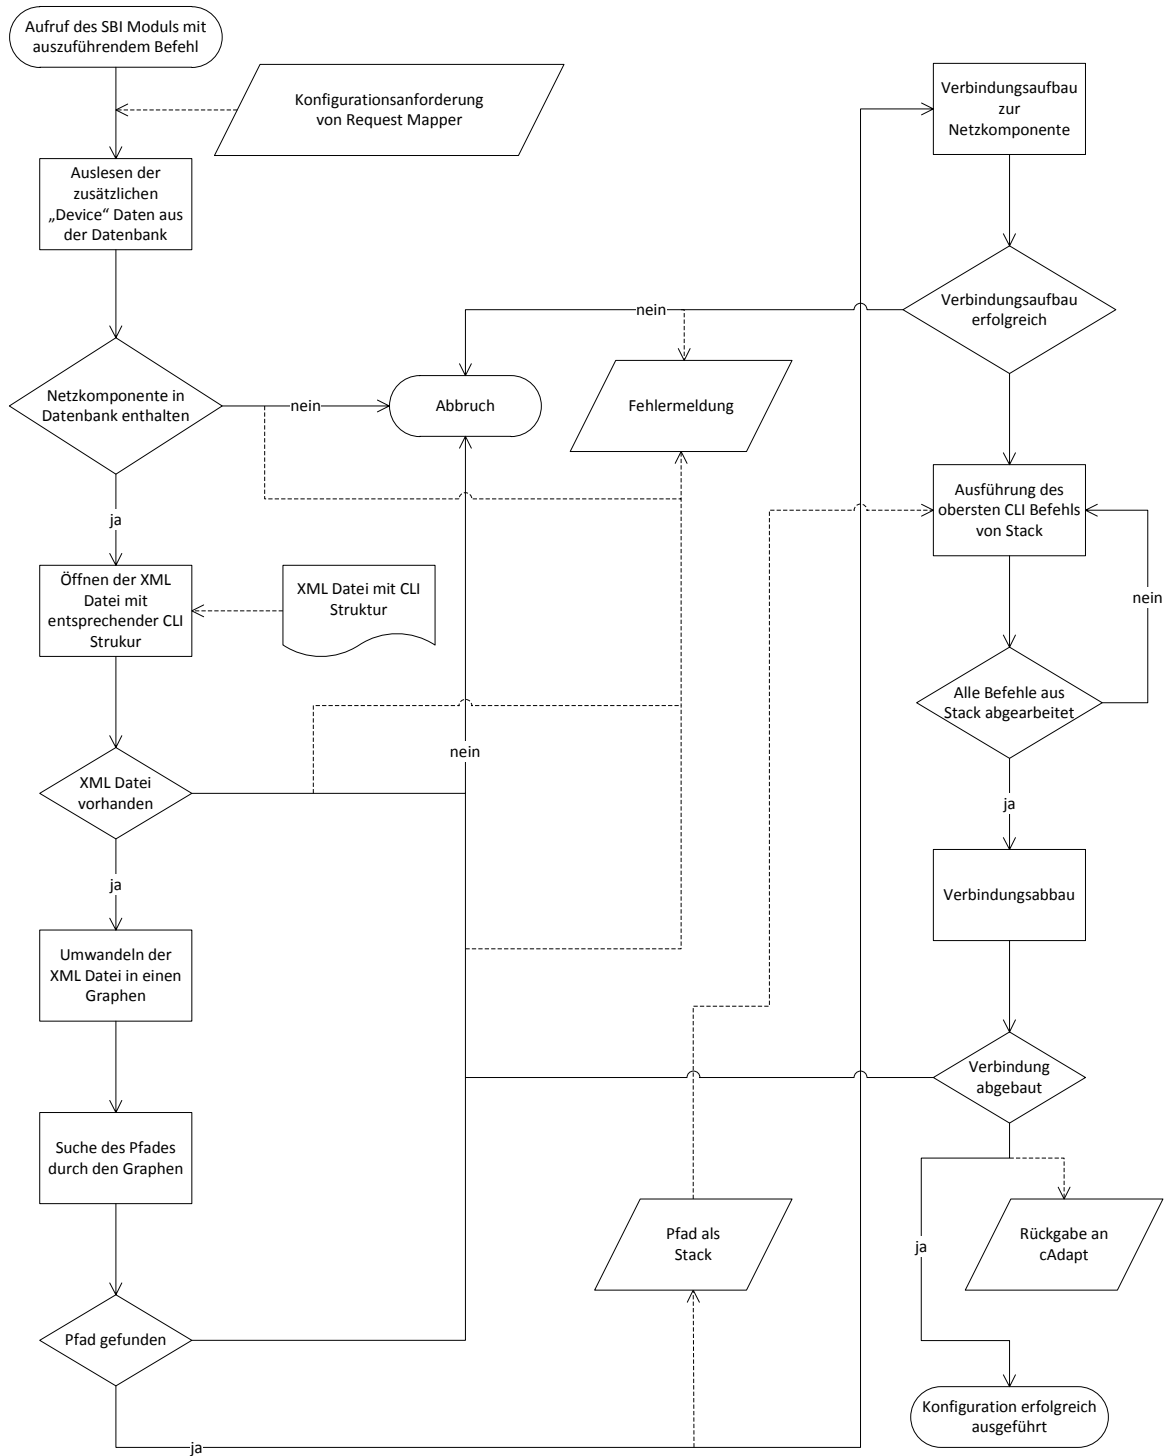 Aufruf des SBI Moduls mit
auszuführendem Befehl
Konfigurationsanforderung
von Request Mapper
Auslesen der
zusätzlichen
„Device“ Daten aus
der Datenbank
Netzkomponente in
Datenbank enthalten
nein
Abbruch
ja
Öffnen der XML
Datei mit
entsprechender CLI
Strukur
XML Datei mit CLI
Struktur
XML Datei
vorhanden
nein
ja
Umwandeln der
XML Datei in einen
Graphen
Suche des Pfades
durch den Graphen
Pfad gefunden
ja
Pfad als
Stack
Fehlermeldung
nein
Verbindungsaufbau
zur
Netzkomponente
Verbindungsaufbau
erfolgreich
Ausführung des
obersten CLI Befehls
von Stack
nein
Alle Befehle aus
Stack abgearbeitet
ja
Verbindungsabbau
Verbindung
abgebaut
Rückgabe an
cAdapt
ja
Konfiguration erfolgreich
ausgeführt